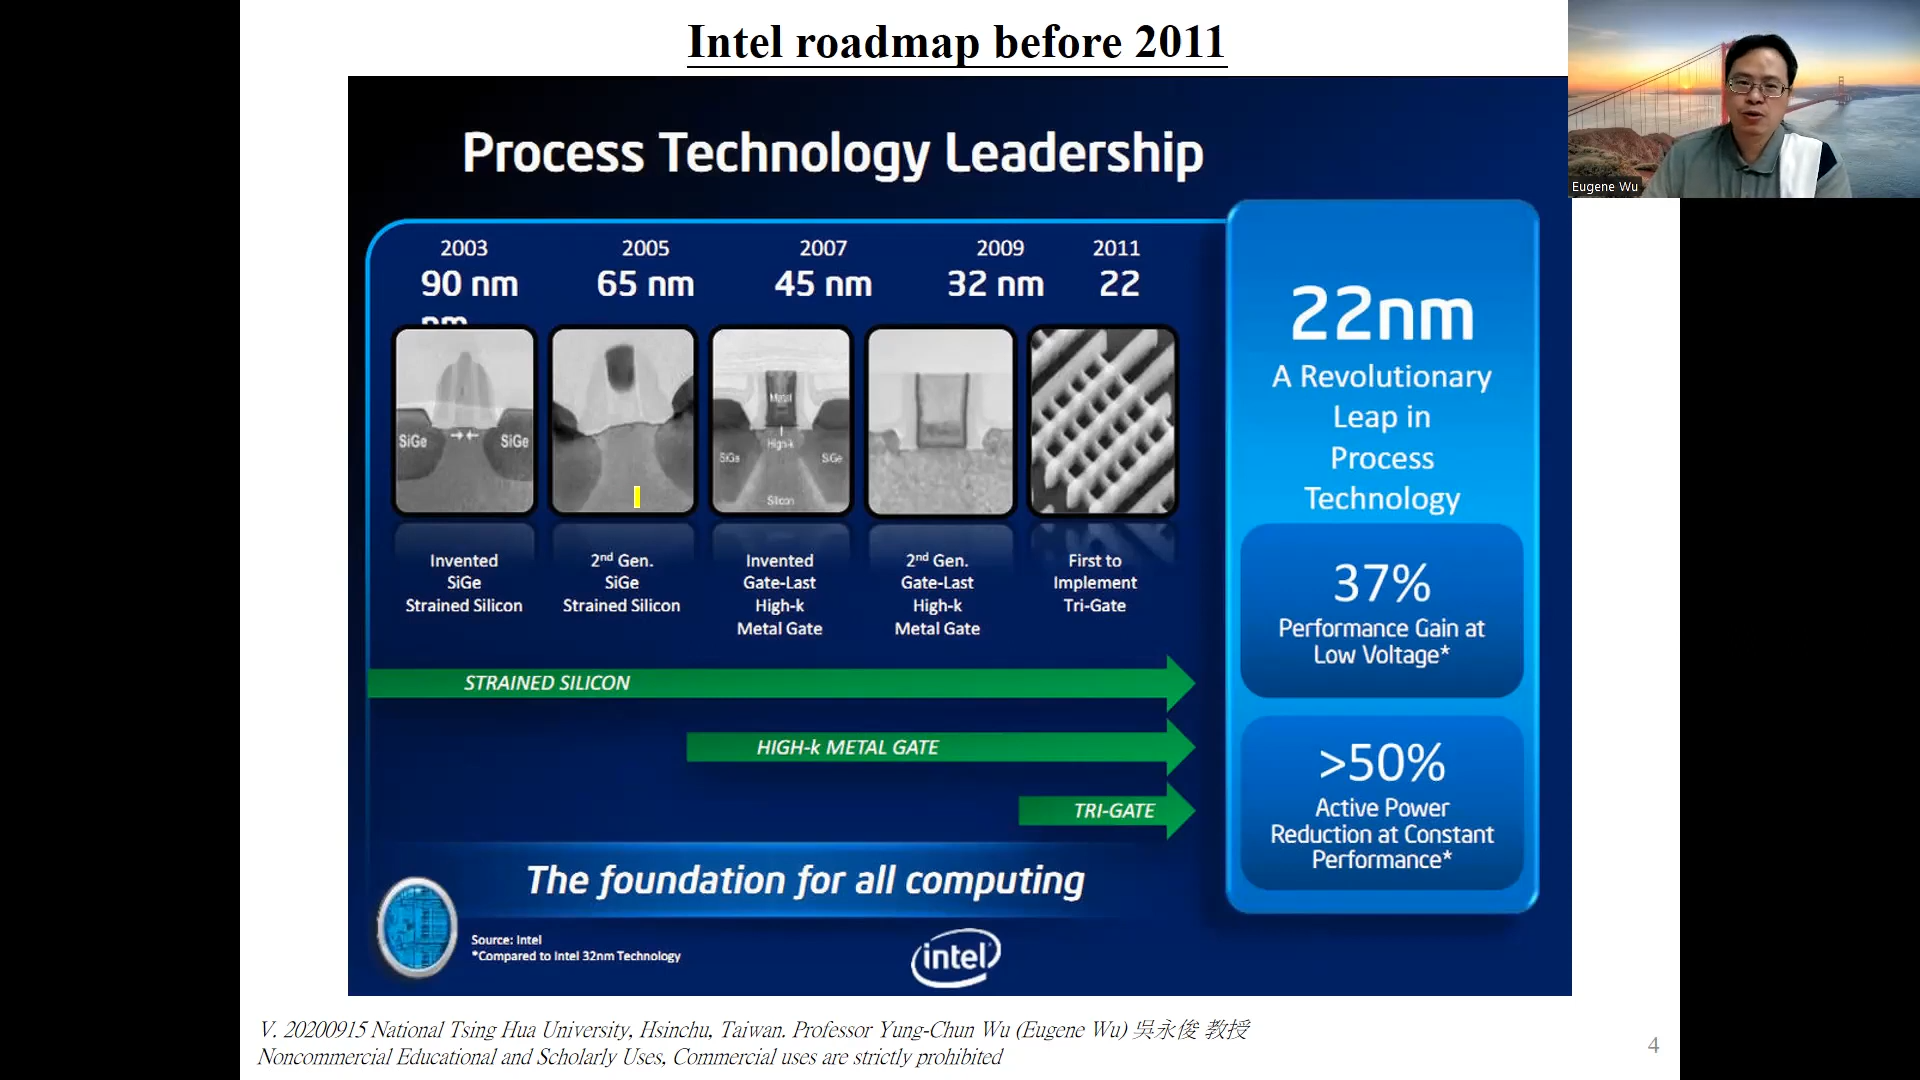 Intel roadmap before 2011
Eugene Wu
Process Technology Leadership
2003 2005 2007 2009 2011
90 nm 65 nm 45 nm 32 nm 22
nm
SiGe SiGe
Metal
High-k
SiGe SiGe
Silicon
Invented
SiGe
Strained Silicon
2nd Gen.
SiGe
Strained Silicon
Invented
Gate-Last
High-k
Metal Gate
2nd Gen.
Gate-Last
High-k
Metal Gate
First to
Implement
Tri-Gate
STRAINED SILICON
HIGH-k METAL GATE
TRI-GATE
22nm
A Revolutionary
Leap in
Process
Technology
37%
Performance Gain at
Low Voltage*
>50%
Active Power
Reduction at Constant
Performance*
The foundation for all computing
Source: Intel
*Compared to Intel 32nm Technology
intel
V. 20200915 National Tsing Hua University, Hsinchu, Taiwan. Professor Yung-Chun Wu (Eugene Wu) 吳永俊 教授
Noncommercial Educational and Scholarly Uses, Commercial uses are strictly prohibited
4